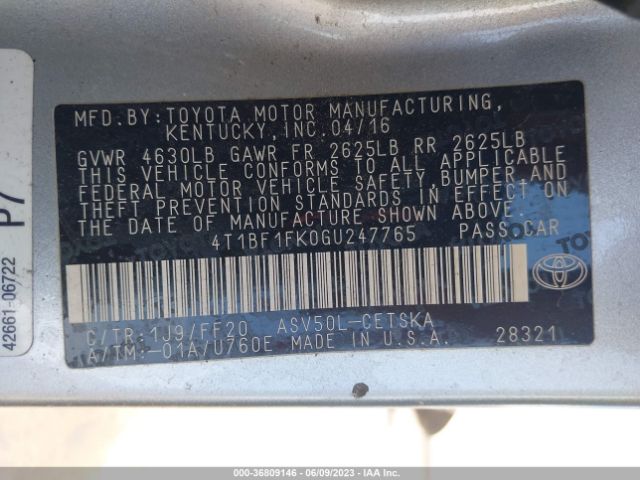 MFD.BY:TOYOTA MOTOR MANUFACTURING,
KENTUCKY,INC.04/16
GVWR 4630LB GAWR FR 2625LB RR 2625LB
THIS VEHICLE CONFORMS TO ALL APPLICABLE
FEDERAL MOTOR VEHICLE SAFETY,BUMPER AND
THEFT PREVENTION STANDARDS IN EFFECT ON
THE DATE OF MANUFACTURE SHOWN ABOVE.
4T1BF1FK0GU247765 PASS.CAR
C/TR:1J9/FF20 ASV50L-CETSKA
A/TM:-01A/U760E MADE IN U.S.A. 28321
42661-06722 P7
000-36809146 - 06/09/2023 - IAA Inc.